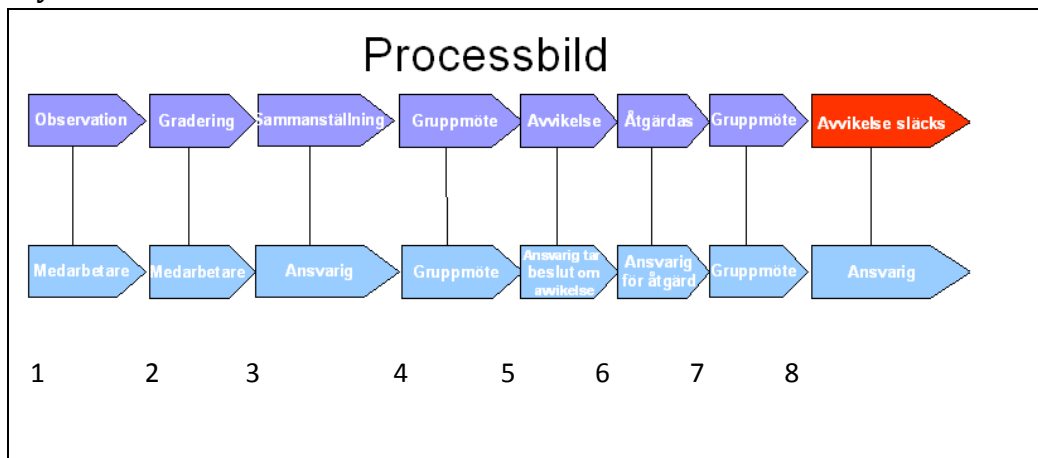 Processbild
Observation
Gradering
Sammanställning
Gruppmöte
Avvikelse
Åtgärdas
Gruppmöte
Avvikelse släcks
Medarbetare
Medarbetare
Ansvarig
Gruppmöte
Ansvarig tar
beslut om
avvikelse
Ansvarig
för åtgärd
Gruppmöte
Ansvarig
1 2 3 4 5 6 7 8